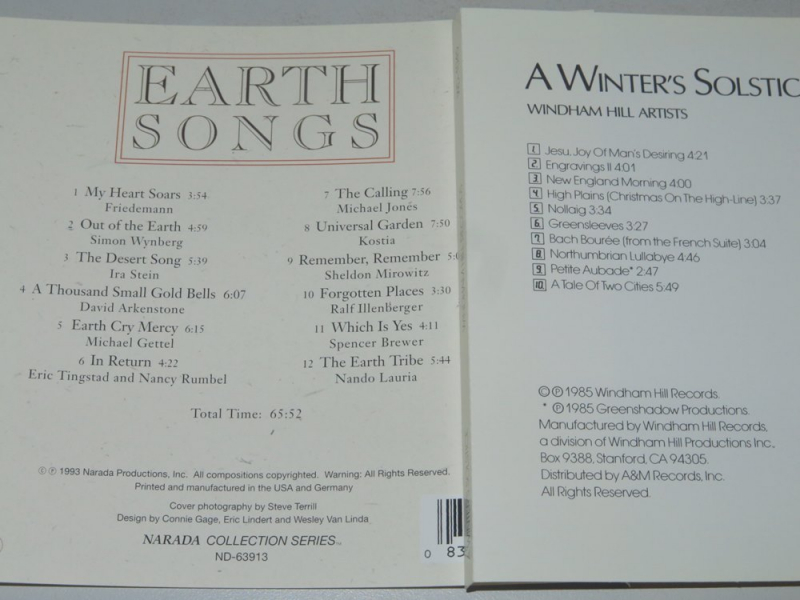 EARTH
SONGS
1 My Heart Soars 3:54
Friedemann
2 Out of the Earth 4:59
Simon Wynberg
3 The Desert Song 5:39
Ira Stein
4 A Thousand Small Gold Bells 6:07
David Arkenstone
5 Earth Cry Mercy 6:15
Michael Gettel
6 In Return 4:22
Eric Tingstad and Nancy Rumbel
7 The Calling 7:56
Michael Jones
8 Universal Garden 7:50
Kostia
9 Remember, Remember
Sheldon Mirowitz
10 Forgotten Places 3:30
Ralf Illenberger
11 Which Is Yes 4:11
Spencer Brewer
12 The Earth Tribe 5:44
Nando Lauria
Total Time: 65:52
© ℗ 1993 Narada Productions, Inc. All compositions copyrighted. Warning: All Rights Reserved.
Printed and manufactured in the USA and Germany
Cover photography by Steve Terrill
Design by Connie Gage, Eric Lindert and Wesley Van Linda
NARADA COLLECTION SERIES™
ND-63913
0 83
A WINTER'S SOLSTIC
WINDHAM HILL ARTISTS
1. Jesu, Joy Of Man's Desiring 4:21
2. Engravings II 4:01
3. New England Morning 4:00
4. High Plains (Christmas On The High-Line) 3:37
5. Nollaig 3:34
6. Greensleeves 3:27
7. Bach Bourée (from the French Suite) 3:04
8. Northumbrian Lullabye 4:46
9. Petite Aubade* 2:47
10. A Tale Of Two Cities 5:49
© ℗ 1985 Windham Hill Records.
* ℗ 1985 Greenshadow Productions.
Manufactured by Windham Hill Records,
a division of Windham Hill Productions Inc.,
Box 9388, Stanford, CA 94305.
Distributed by A&M Records, Inc.
All Rights Reserved.